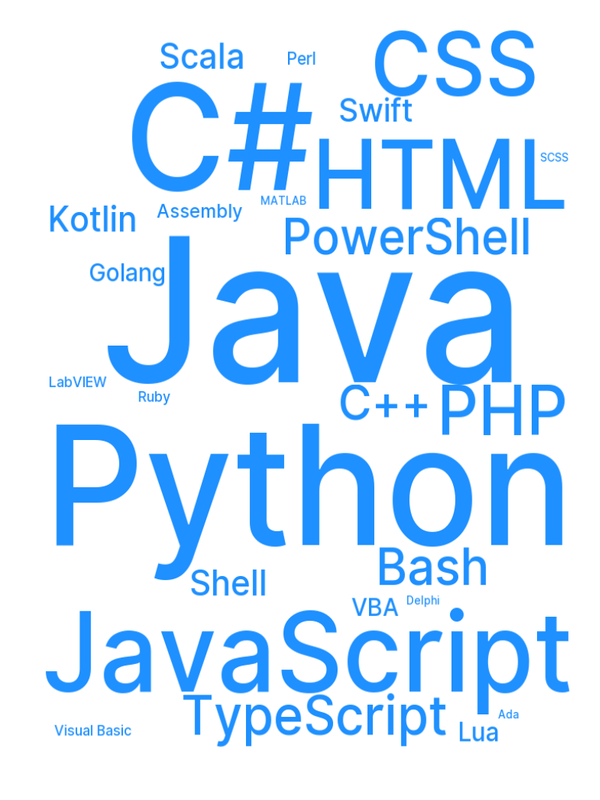 CSS
Scala
Perl
C#
Swift
HTML
SCSS
MATLAB
Assembly
Kotlin
PowerShell
Java
Golang
LabVIEW
Ruby
C++
PHP
Python
Bash
Shell
VBA
Delphi
JavaScript
TypeScript
Ada
Lua
Visual Basic